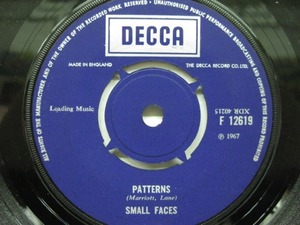 ALL RIGHTS OF THE MANUFACTURER AND OF THE OWNER OF THE RECORDED WORK RESERVED • UNAUTHORISED PUBLIC PERFORMANCE BROADCASTING AND COPYING OF THIS RECORD PROHIBITED
DECCA
MADE IN ENGLAND
THE DECCA RECORD CO. LTD.
Leading Music
XDR 40215
F 12619
℗ 1967
PATTERNS
(Marriott, Lane)
SMALL FACES